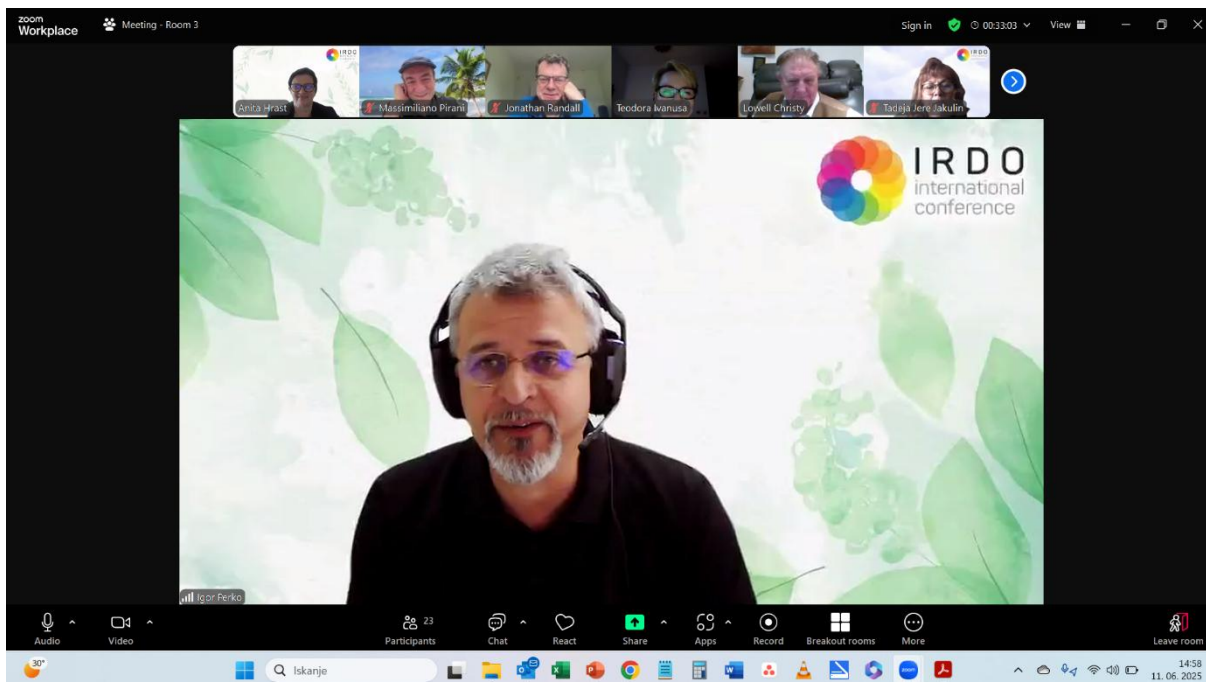 zoom
Workplace
Meeting - Room 3
Sign in
00:33:03
View
Anita Hrast
Massimiliano Pirani
Jonathan Randall
Teodora Ivanusa
Lowell Christy
Tadeja Jere Jakulin
IRDO
international
conference
Igor Perko
Audio
Video
23
Participants
Chat
React
Share
Apps
Record
Breakout rooms
More
Leave room
30°
Iskanje
14:58
11. 06. 2025